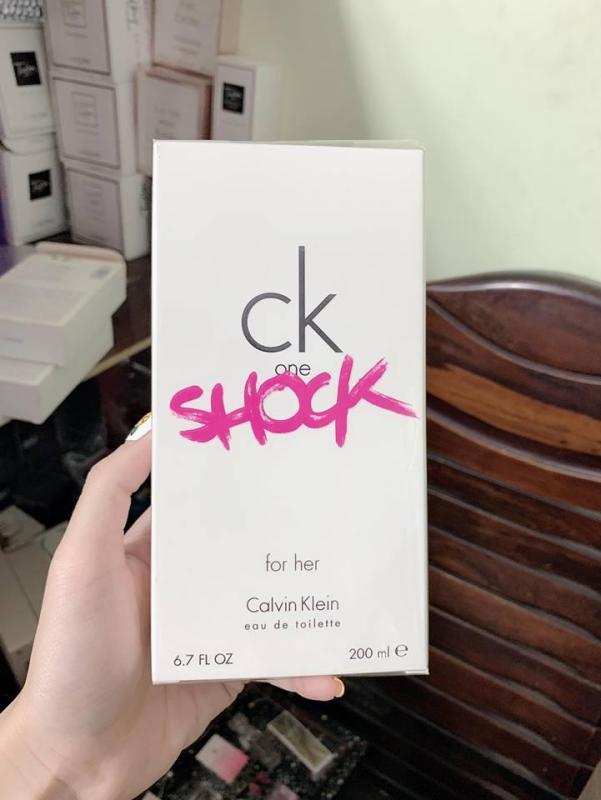 ck
one
SHOCK
for her
Calvin Klein
eau de toilette
6.7 FL OZ
200 ml ℮